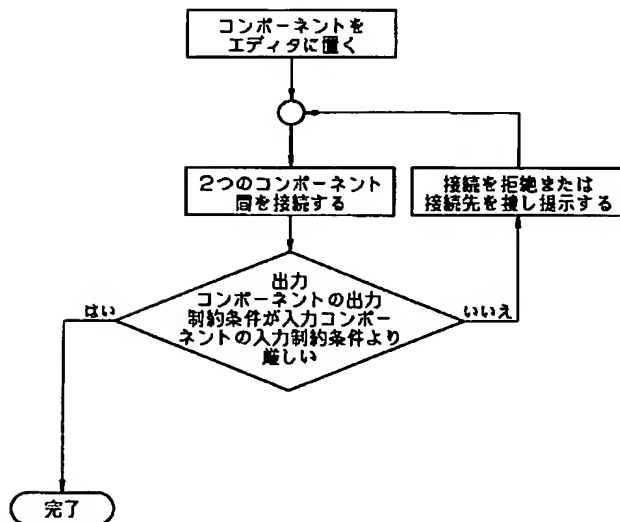 コンポーネントを
エディタに置く
2つのコンポーネント
間を接続する
接続を拒絶または
接続先を捜し提示する
出力
コンポーネントの出力
制約条件が入力コンポー
ネントの入力制約条件より
厳しい
はい
いいえ
完了